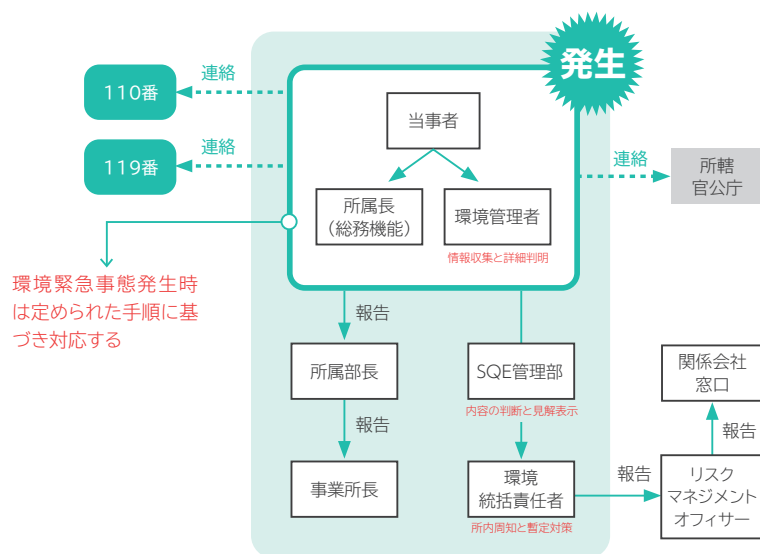 発生
連絡
110番
当事者
連絡
119番
連絡
所轄
官公庁
所属長
（総務機能）
環境管理者
情報収集と詳細判明
環境緊急事態発生時
は定められた手順に基
づき対応する
報告
所属部長
SQE管理部
内容の判断と見解表示
関係会社
窓口
報告
報告
事業所長
環境
統括責任者
所内周知と暫定対策
報告
リスク
マネジメント
オフィサー